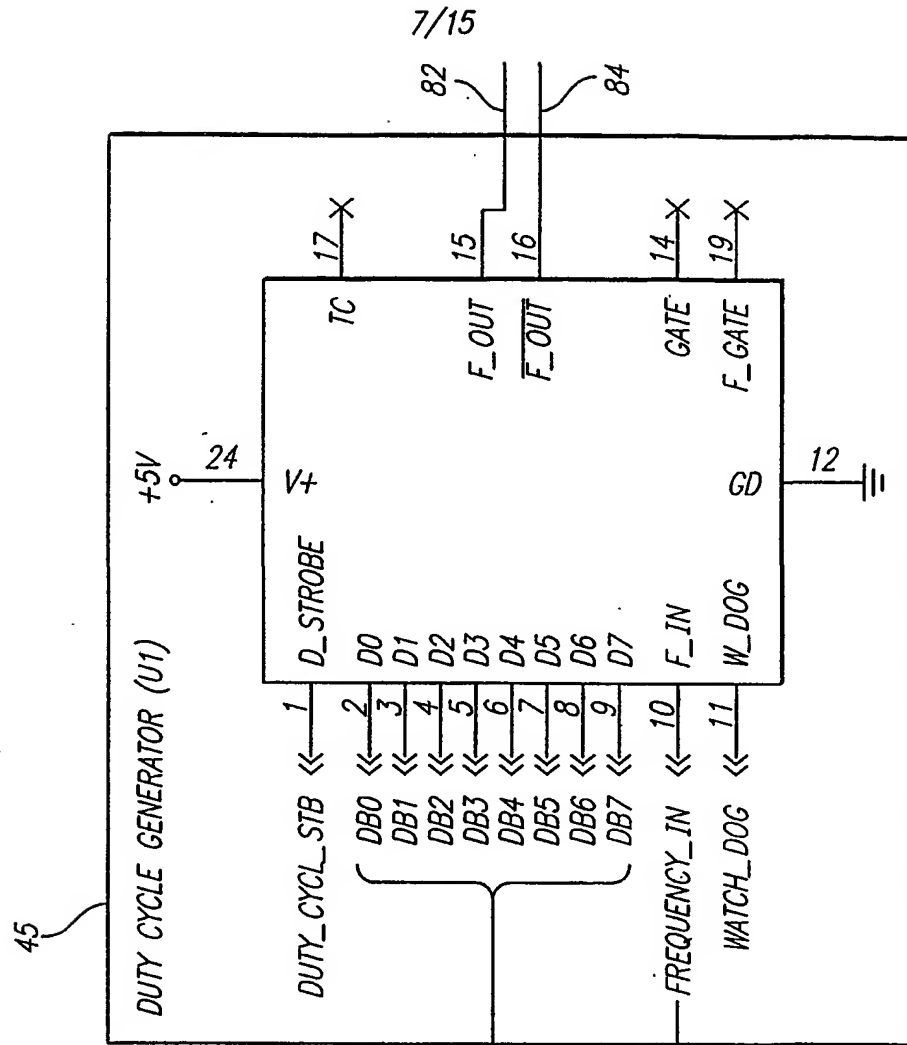 7/15
45
DUTY CYCLE GENERATOR (U1)
+5V
24
V+
DUTY_CYCL_STB
1
D_STROBE
DB0
2
D0
DB1
3
D1
DB2
4
D2
DB3
5
D3
DB4
6
D4
DB5
7
D5
DB6
8
D6
DB7
9
D7
FREQUENCY_IN
10
F_IN
WATCH_DOG
11
W_DOG
TC
17
F_OUT
15
82
F_OUT
16
84
GATE
14
F_GATE
19
GD
12